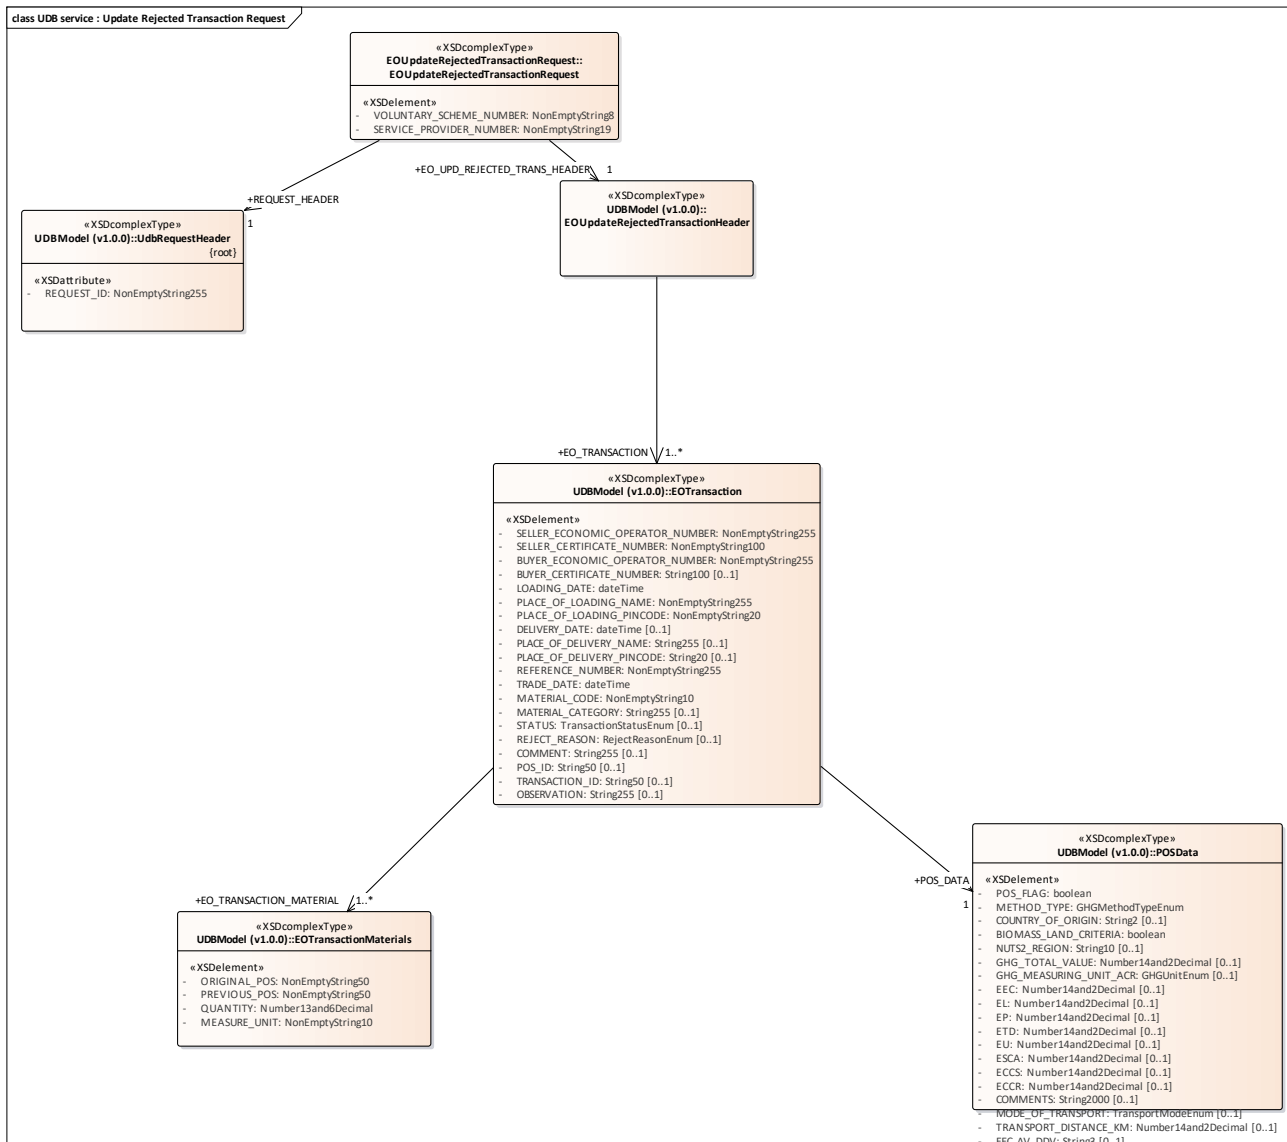 class UDB service : Update Rejected Transaction Request
«XSDcomplexType»
EOUpdateRejectedTransactionRequest::
EOUpdateRejectedTransactionRequest
«XSDelement»
- VOLUNTARY_SCHEME_NUMBER: NonEmptyString8
- SERVICE_PROVIDER_NUMBER: NonEmptyString19
+EO_UPD_REJECTED_TRANS_HEADER 1
+REQUEST_HEADER
1
«XSDcomplexType»
UDBModel (v1.0.0)::
EOUpdateRejectedTransactionHeader
«XSDcomplexType»
UDBModel (v1.0.0)::UdbRequestHeader
{root}
«XSDattribute»
- REQUEST_ID: NonEmptyString255
+EO_TRANSACTION 1..*
«XSDcomplexType»
UDBModel (v1.0.0)::EOTransaction
«XSDelement»
- SELLER_ECONOMIC_OPERATOR_NUMBER: NonEmptyString255
- SELLER_CERTIFICATE_NUMBER: NonEmptyString100
- BUYER_ECONOMIC_OPERATOR_NUMBER: NonEmptyString255
- BUYER_CERTIFICATE_NUMBER: String100 [0..1]
- LOADING_DATE: dateTime
- PLACE_OF_LOADING_NAME: NonEmptyString255
- PLACE_OF_LOADING_PINCODE: NonEmptyString20
- DELIVERY_DATE: dateTime [0..1]
- PLACE_OF_DELIVERY_NAME: String255 [0..1]
- PLACE_OF_DELIVERY_PINCODE: String20 [0..1]
- REFERENCE_NUMBER: NonEmptyString255
- TRADE_DATE: dateTime
- MATERIAL_CODE: NonEmptyString10
- MATERIAL_CATEGORY: String255 [0..1]
- STATUS: TransactionStatusEnum [0..1]
- REJECT_REASON: RejectReasonEnum [0..1]
- COMMENT: String255 [0..1]
- POS_ID: String50 [0..1]
- TRANSACTION_ID: String50 [0..1]
- OBSERVATION: String255 [0..1]
+EO_TRANSACTION_MATERIAL 1..*
«XSDcomplexType»
UDBModel (v1.0.0)::EOTransactionMaterials
«XSDelement»
- ORIGINAL_POS: NonEmptyString50
- PREVIOUS_POS: NonEmptyString50
- QUANTITY: Number13and6Decimal
- MEASURE_UNIT: NonEmptyString10
+POS_DATA
1
«XSDcomplexType»
UDBModel (v1.0.0)::POSData
«XSDelement»
- POS_FLAG: boolean
- METHOD_TYPE: GHGMethodTypeEnum
- COUNTRY_OF_ORIGIN: String2 [0..1]
- BIOMASS_LAND_CRITERIA: boolean
- NUTS2_REGION: String10 [0..1]
- GHG_TOTAL_VALUE: Number14and2Decimal [0..1]
- GHG_MEASURING_UNIT_ACR: GHGUnitEnum [0..1]
- EEC: Number14and2Decimal [0..1]
- EL: Number14and2Decimal [0..1]
- EP: Number14and2Decimal [0..1]
- ETD: Number14and2Decimal [0..1]
- EU: Number14and2Decimal [0..1]
- ESCA: Number14and2Decimal [0..1]
- ECCS: Number14and2Decimal [0..1]
- ECCR: Number14and2Decimal [0..1]
- COMMENTS: String2000 [0..1]
- MODE_OF_TRANSPORT: TransportModeEnum [0..1]
- TRANSPORT_DISTANCE_KM: Number14and2Decimal [0..1]
- EEC_AV_DDV: String3 [0..1]